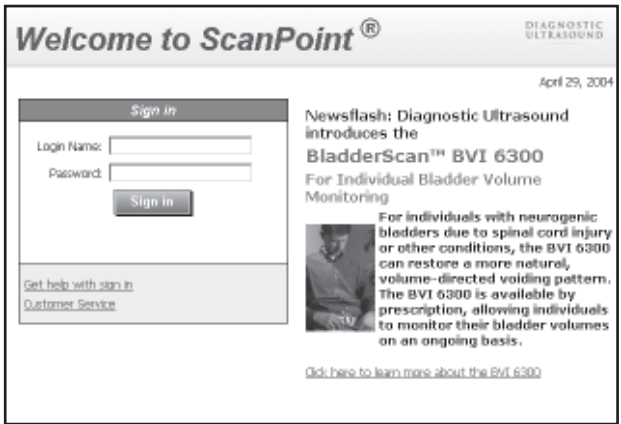 Welcome to ScanPoint ®
DIAGNOSTIC
ULTRASOUND
April 29, 2004
Sign in
Login Name:
Password:
Sign in
Get help with sign in
Customer Service
Newsflash: Diagnostic Ultrasound
introduces the
BladderScan™ BVI 6300
For Individual Bladder Volume
Monitoring
For individuals with neurogenic
bladders due to spinal cord injury
or other conditions, the BVI 6300
can restore a more natural,
volume-directed voiding pattern.
The BVI 6300 is available by
prescription, allowing individuals
to monitor their bladder volumes
on an ongoing basis.
Click here to learn more about the BVI 6300